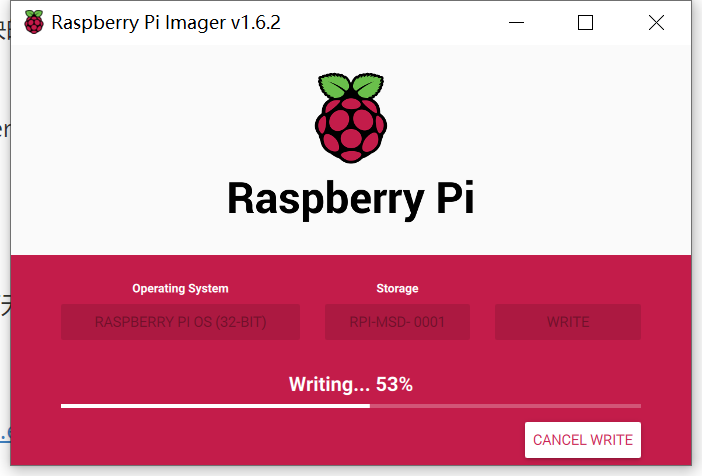 Raspberry Pi Imager v1.6.2
Raspberry Pi
Operating System
Storage
RASPBERRY PI OS (32-BIT)
RPI-MSD- 0001
WRITE
Writing... 53%
CANCEL WRITE